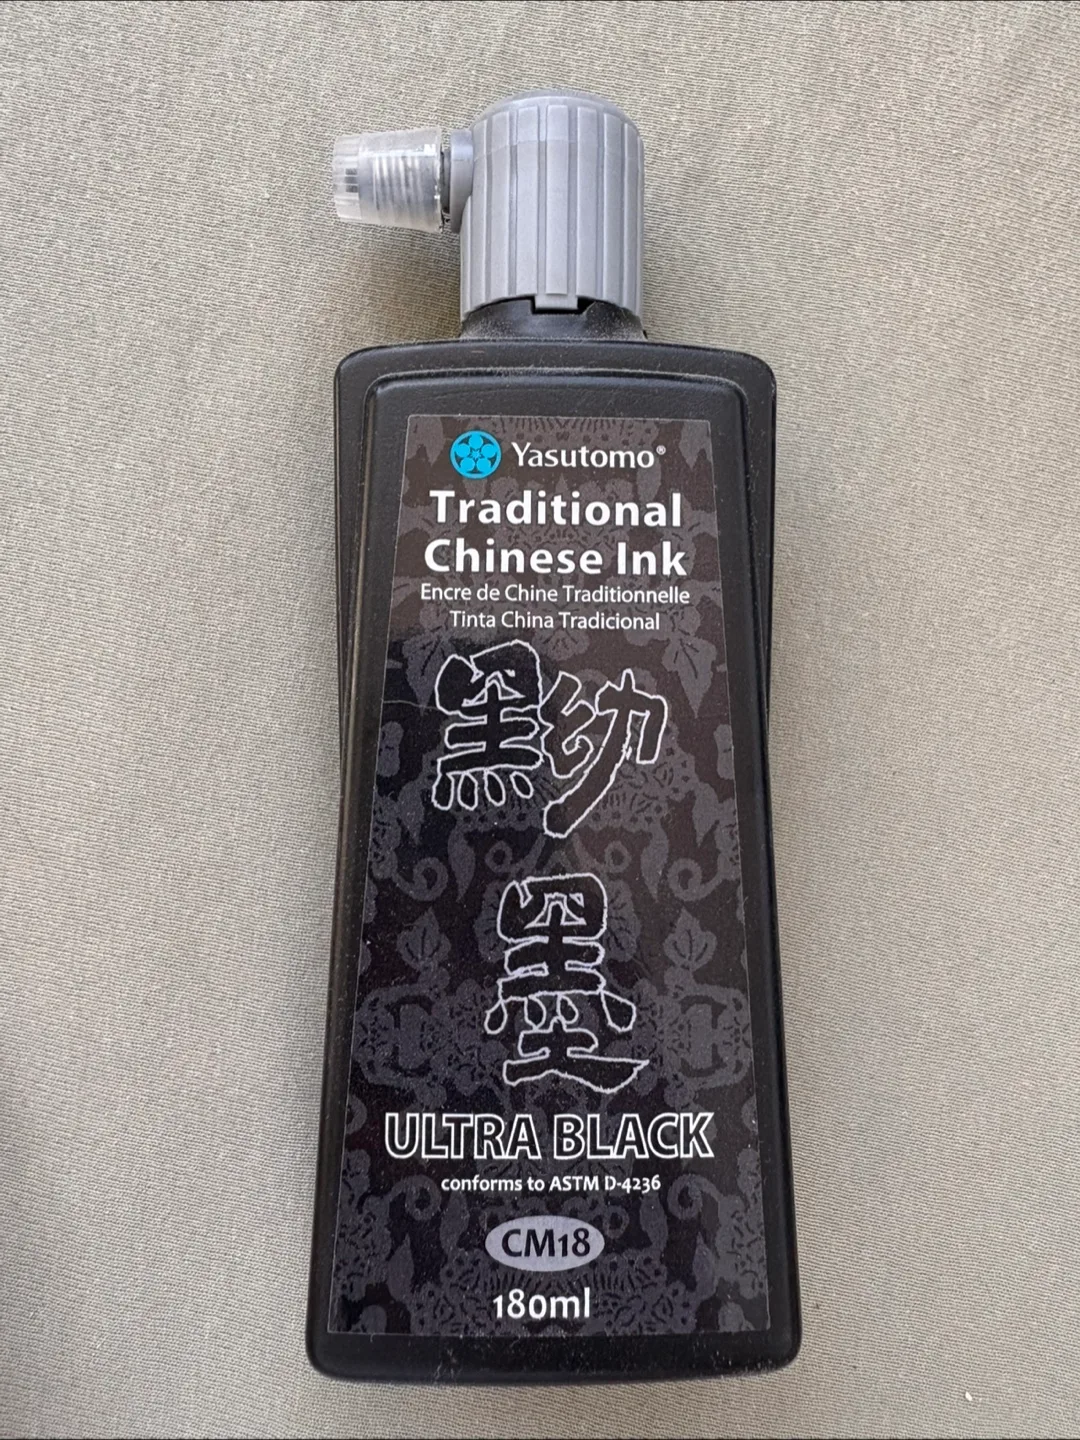 Yasutomo®
Traditional
Chinese Ink
Encre de Chine Traditionnelle
Tinta China Tradicional
黝
墨
ULTRA BLACK
conforms to ASTM D-4236
CM18
180ml